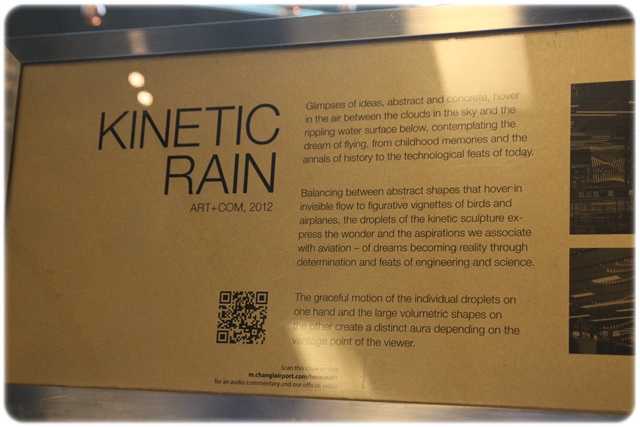 KINETIC
RAIN
ART+COM, 2012
Glimpses of ideas, abstract and concrete, hover
in the air between the clouds in the sky and the
rippling water surface below, contemplating the
dream of flying, from childhood memories and the
annals of history to the technological feats of today.
Balancing between abstract shapes that hover in
invisible flow to figurative vignettes of birds and
airplanes, the droplets of the kinetic sculpture ex-
press the wonder and the aspirations we associate
with aviation – of dreams becoming reality through
determination and feats of engineering and science.
The graceful motion of the individual droplets on
one hand and the large volumetric shapes on
the other create a distinct aura depending on the
vantage point of the viewer.
Scan this code or visit
m.changiairport.com/terminal1
for an audio commentary and our official video